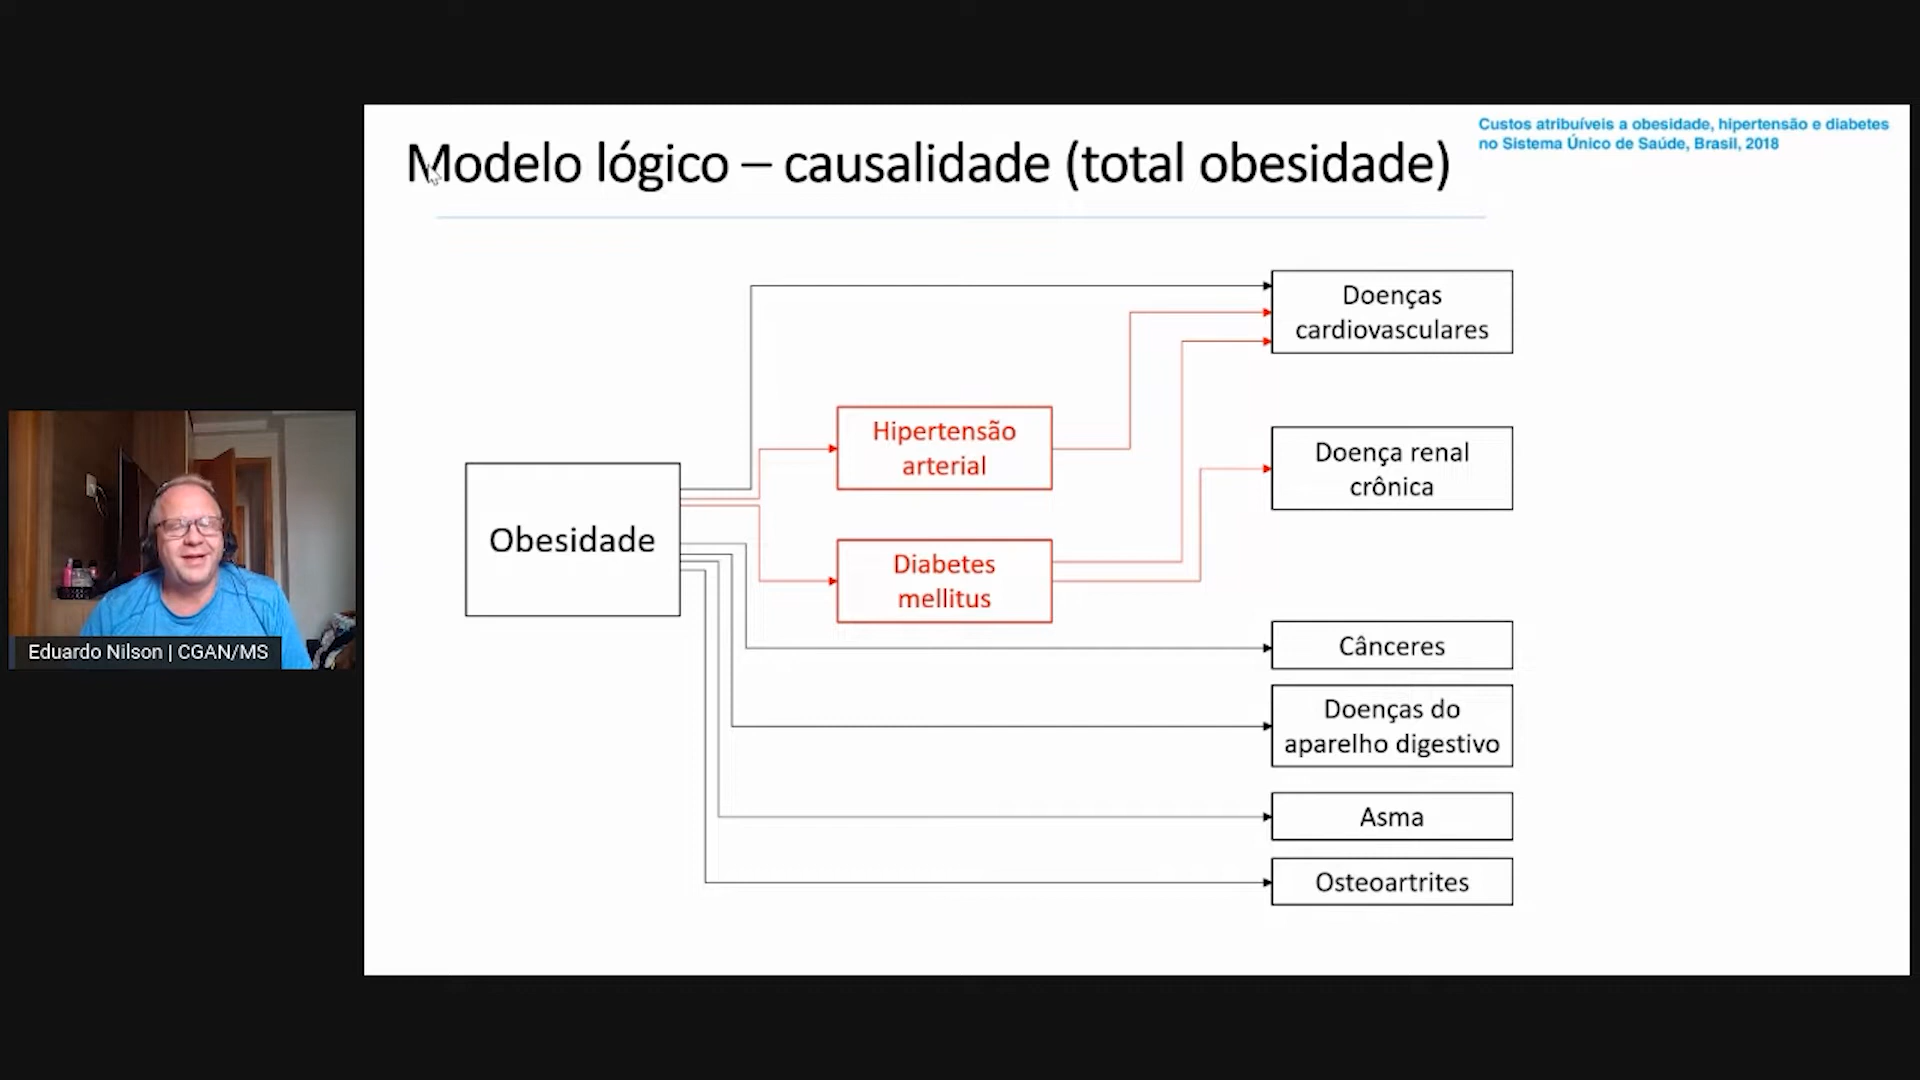 Modelo lógico – causalidade (total obesidade)
Custos atribuíveis a obesidade, hipertensão e diabetes
no Sistema Único de Saúde, Brasil, 2018
Doenças
cardiovasculares
Hipertensão
arterial
Doença renal
crônica
Obesidade
Diabetes
mellitus
Cânceres
Doenças do
aparelho digestivo
Asma
Osteoartrites
Eduardo Nilson | CGAN/MS